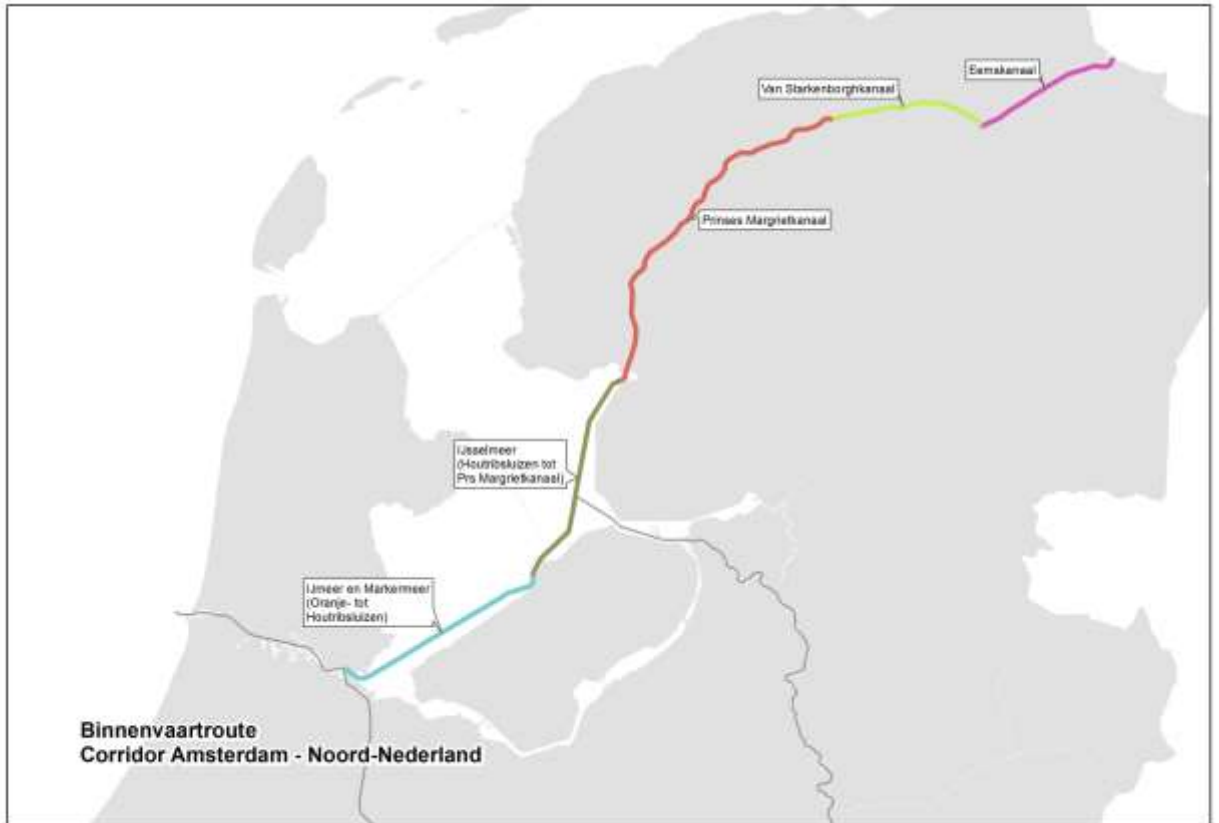 Eemskanaal
Van Starkenborghkanaal
Prinses Margrietkanaal
IJsselmeer
(Houtribsluizen tot
Prs Margrietkanaal)
IJmeer en Markermeer
(Oranje- tot
Houtribsluizen)
Binnenvaartroute
Corridor Amsterdam - Noord-Nederland